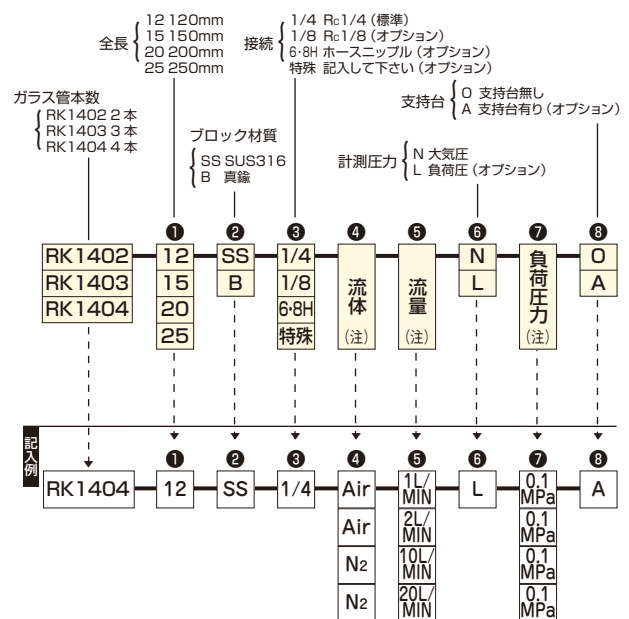 全長
12 120mm
15 150mm
20 200mm
25 250mm
接続
1/4 Rc1/4 (標準)
1/8 Rc1/8 (オプション)
6・8H ホースニップル (オプション)
特殊 記入して下さい (オプション)
支持台
O 支持台無し
A 支持台有り (オプション)
ガラス管本数
RK1402 2本
RK1403 3本
RK1404 4本
ブロック材質
SS SUS316
B 真鍮
計測圧力
N 大気圧
L 負荷圧 (オプション)
❶ ❷ ❸ ❹ ❺ ❻ ❼ ❽
RK1402
RK1403
RK1404
12
15
20
25
SS
B
1/4
1/8
6・8H
特殊
流体
(注)
流量
(注)
N
L
負荷圧力
(注)
O
A
記入例
❶ ❷ ❸ ❹ ❺ ❻ ❼ ❽
RK1404
12
SS
1/4
Air
Air
N2
N2
1L/
MIN
2L/
MIN
10L/
MIN
20L/
MIN
L
0.1
MPa
0.1
MPa
0.1
MPa
0.1
MPa
A